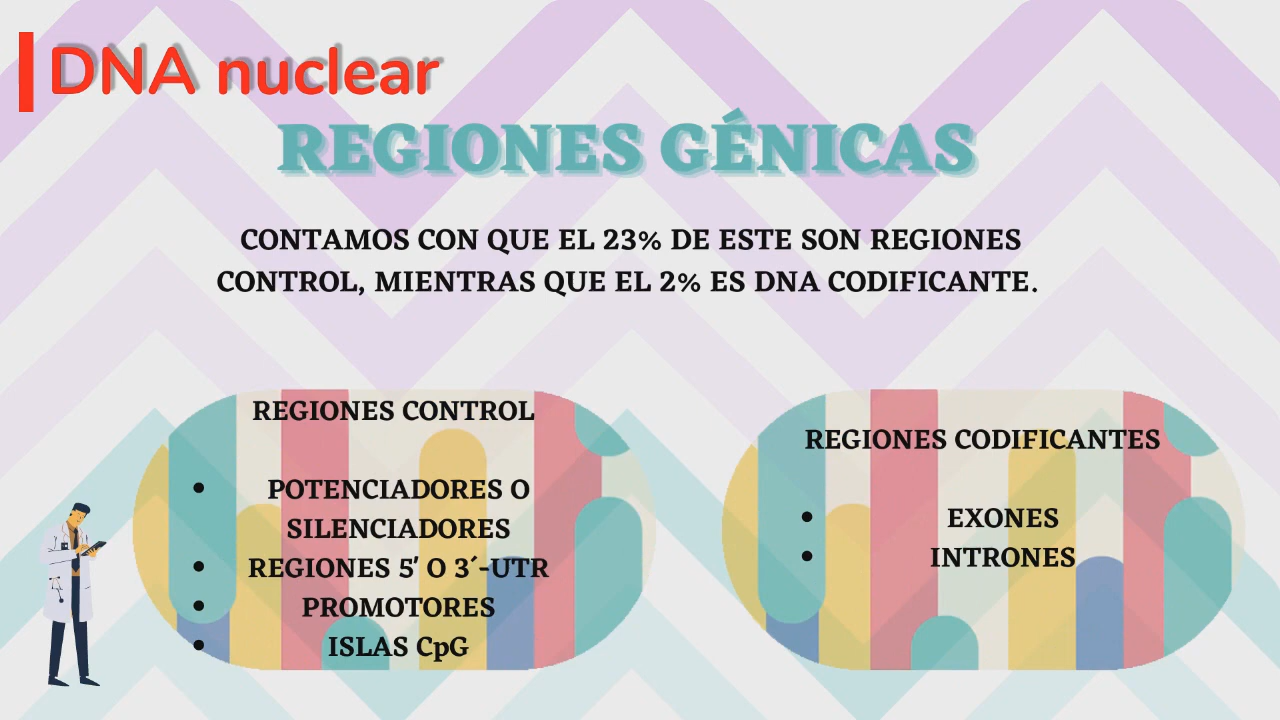 DNA nuclear
REGIONES GÉNICAS
CONTAMOS CON QUE EL 23% DE ESTE SON REGIONES
CONTROL, MIENTRAS QUE EL 2% ES DNA CODIFICANTE.
REGIONES CONTROL
• POTENCIADORES O
SILENCIADORES
• REGIONES 5' O 3´-UTR
• PROMOTORES
• ISLAS CpG
REGIONES CODIFICANTES
• EXONES
• INTRONES